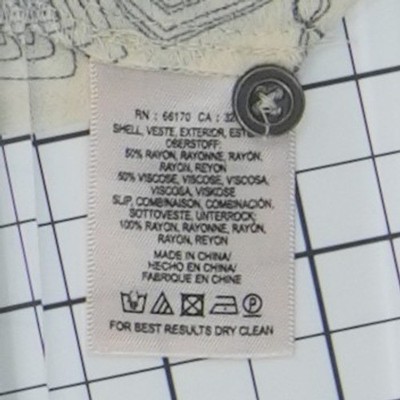 RN : 66170 CA :
SHELL, VESTE, EXTERIOR,
OBERSTOFF:
50% RAYON, RAYONNE, RAYON,
RAYON, REYON
50% VISCOSE, VISCOSE, VISCOSA,
VISCOSA, VISKOSE
SLIP, COMBINAISON, COMBINACIÓN,
SOTTOVESTE, UNTERROCK:
100% RAYON, RAYONNE, RAYÓN,
RAYON, REYON
MADE IN CHINA/
HECHO EN CHINA/
FABRIQUE EN CHINE
FOR BEST RESULTS DRY CLEAN